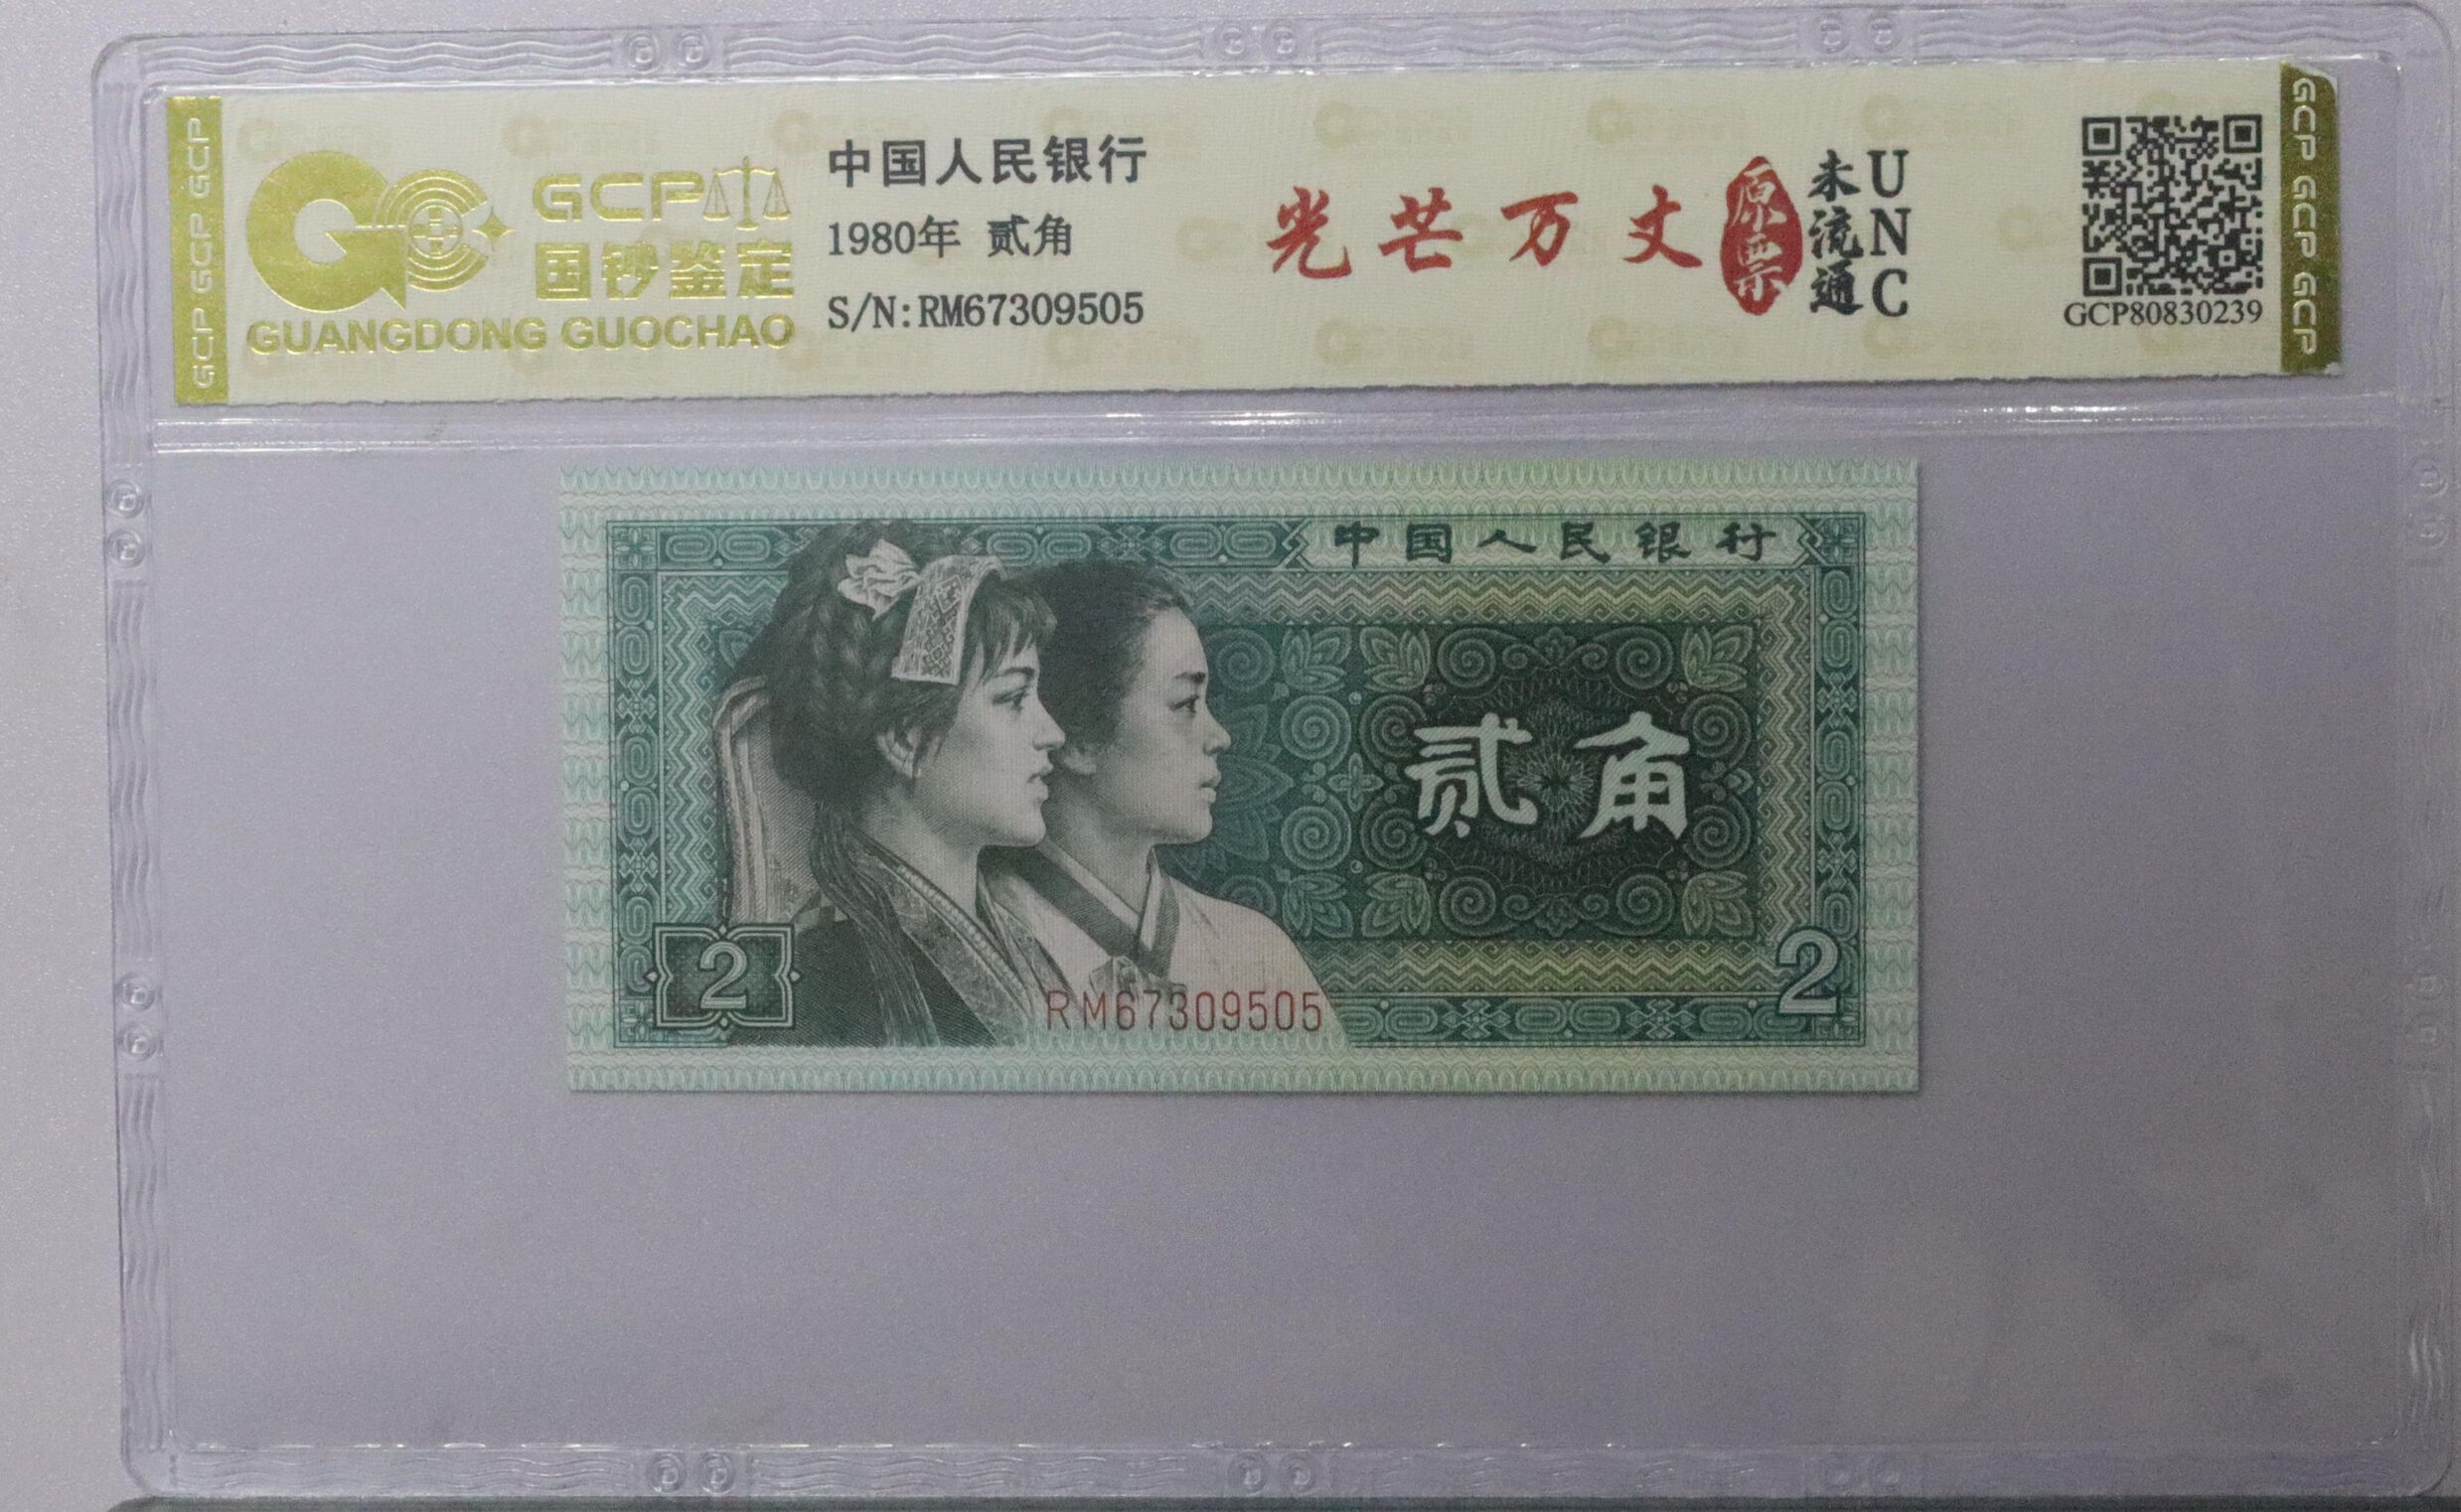 GCP GCP GCP
GCP
国钞鉴定
GUANGDONG GUOCHAO
中国人民银行
1980年 贰角
S/N:RM67309505
光芒万丈
原票
未流通
UNC
GCP80830239
GCP GCP GCP
中国人民银行
贰角
2
2
RM67309505